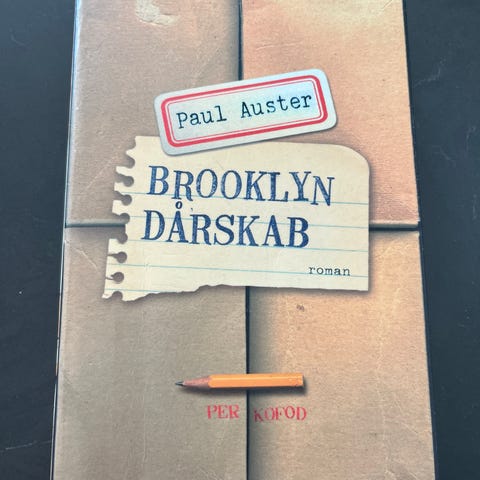 Paul Auster
BROOKLYN
DÅRSKAB
roman
PER KOFOD